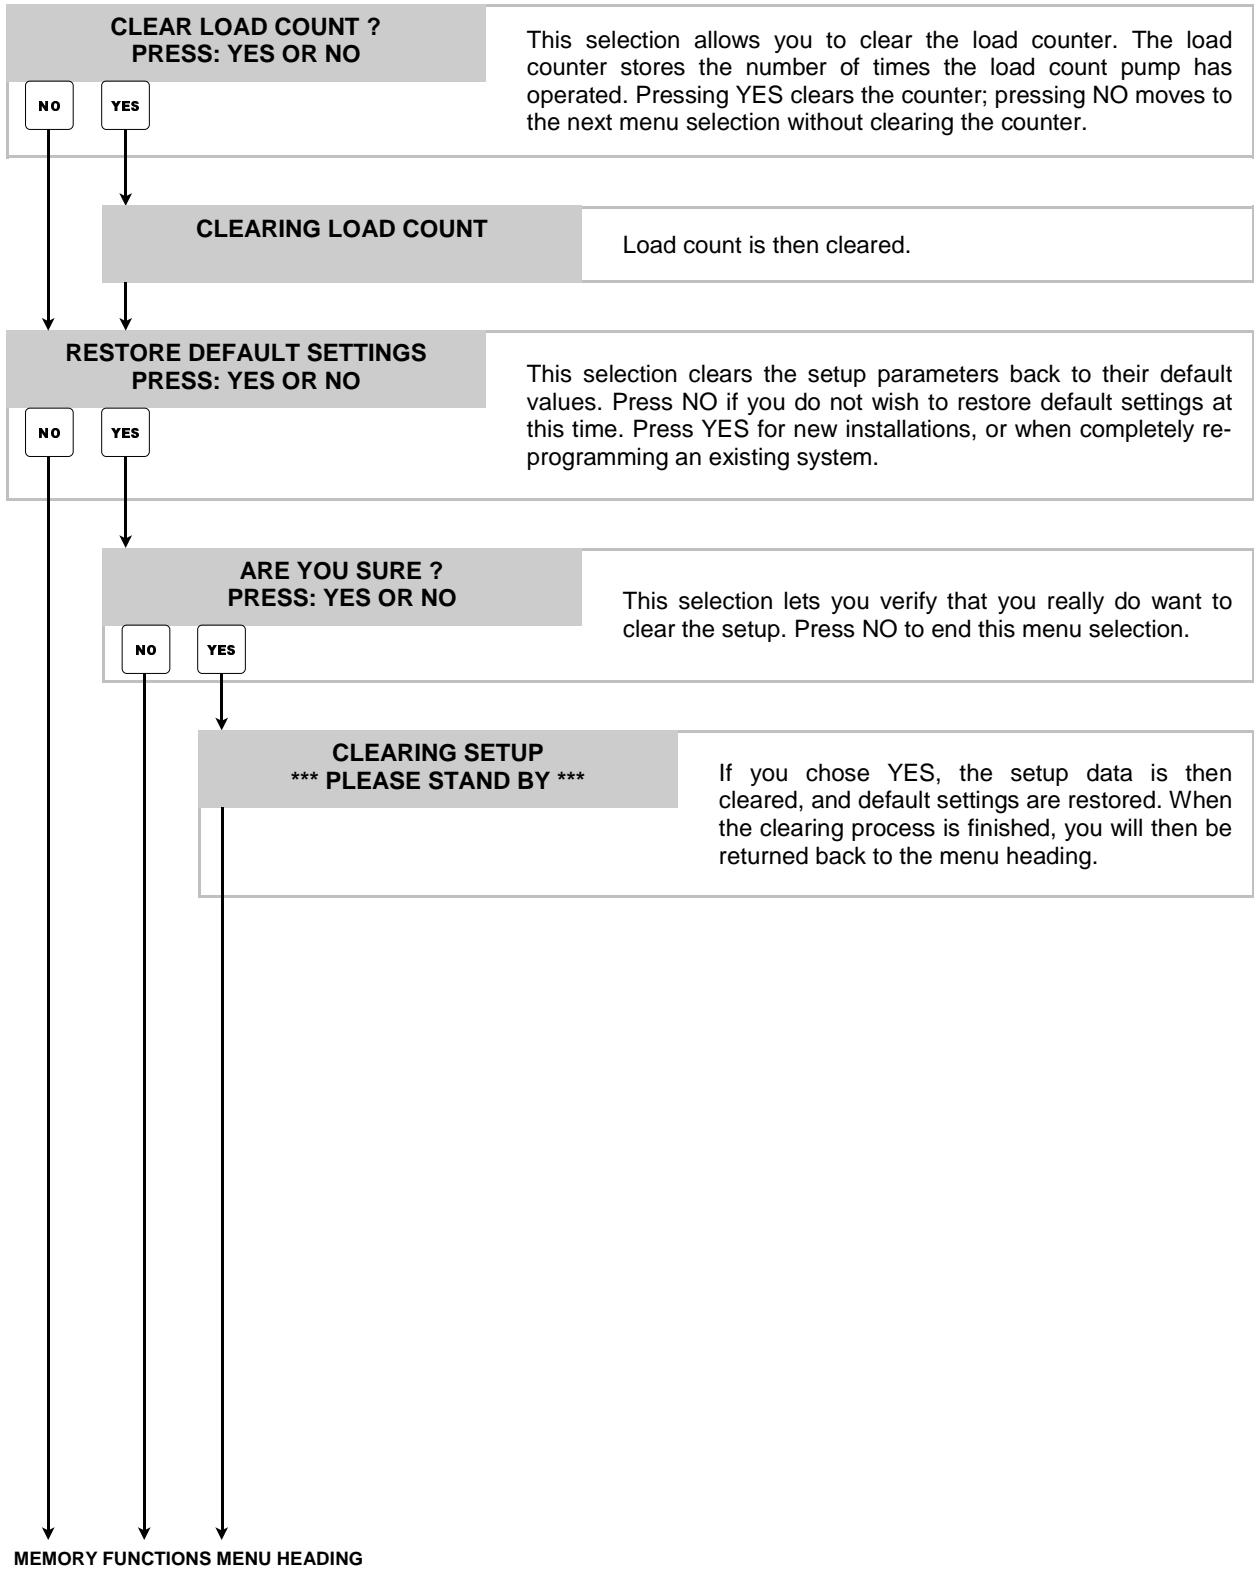 CLEAR LOAD COUNT ?
PRESS: YES OR NO
This selection allows you to clear the load counter. The load
counter stores the number of times the load count pump has
operated. Pressing YES clears the counter; pressing NO moves to
the next menu selection without clearing the counter.
NO
YES
CLEARING LOAD COUNT
Load count is then cleared.
RESTORE DEFAULT SETTINGS
PRESS: YES OR NO
This selection clears the setup parameters back to their default
values. Press NO if you do not wish to restore default settings at
this time. Press YES for new installations, or when completely re-
programming an existing system.
NO
YES
ARE YOU SURE ?
PRESS: YES OR NO
This selection lets you verify that you really do want to
clear the setup. Press NO to end this menu selection.
NO
YES
CLEARING SETUP
*** PLEASE STAND BY ***
If you chose YES, the setup data is then
cleared, and default settings are restored. When
the clearing process is finished, you will then be
returned back to the menu heading.
MEMORY FUNCTIONS MENU HEADING